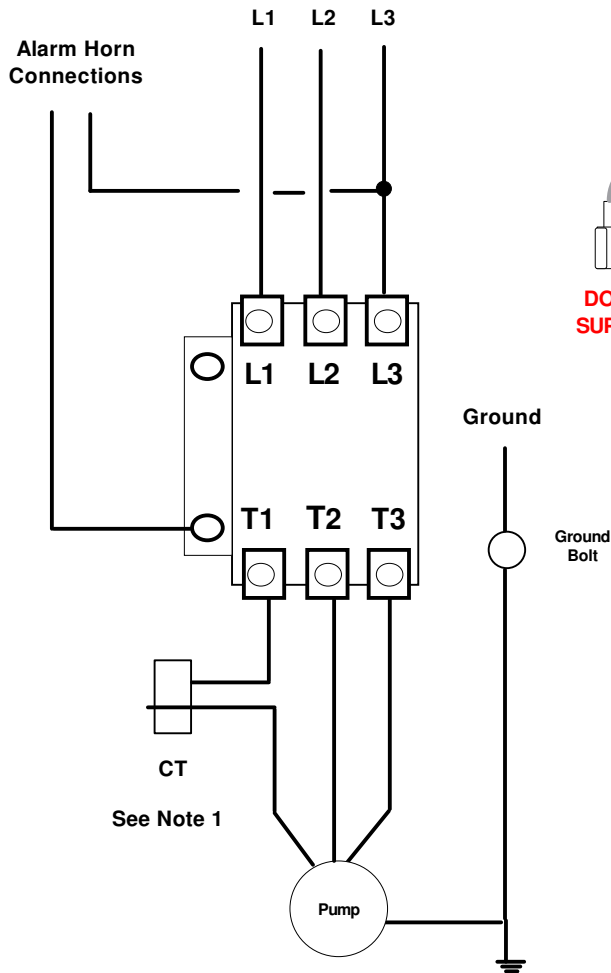 L1 L2 L3
Alarm Horn
Connections
L1 L2 L3
Ground
T1 T2 T3
Ground
Bolt
CT
See Note 1
Pump